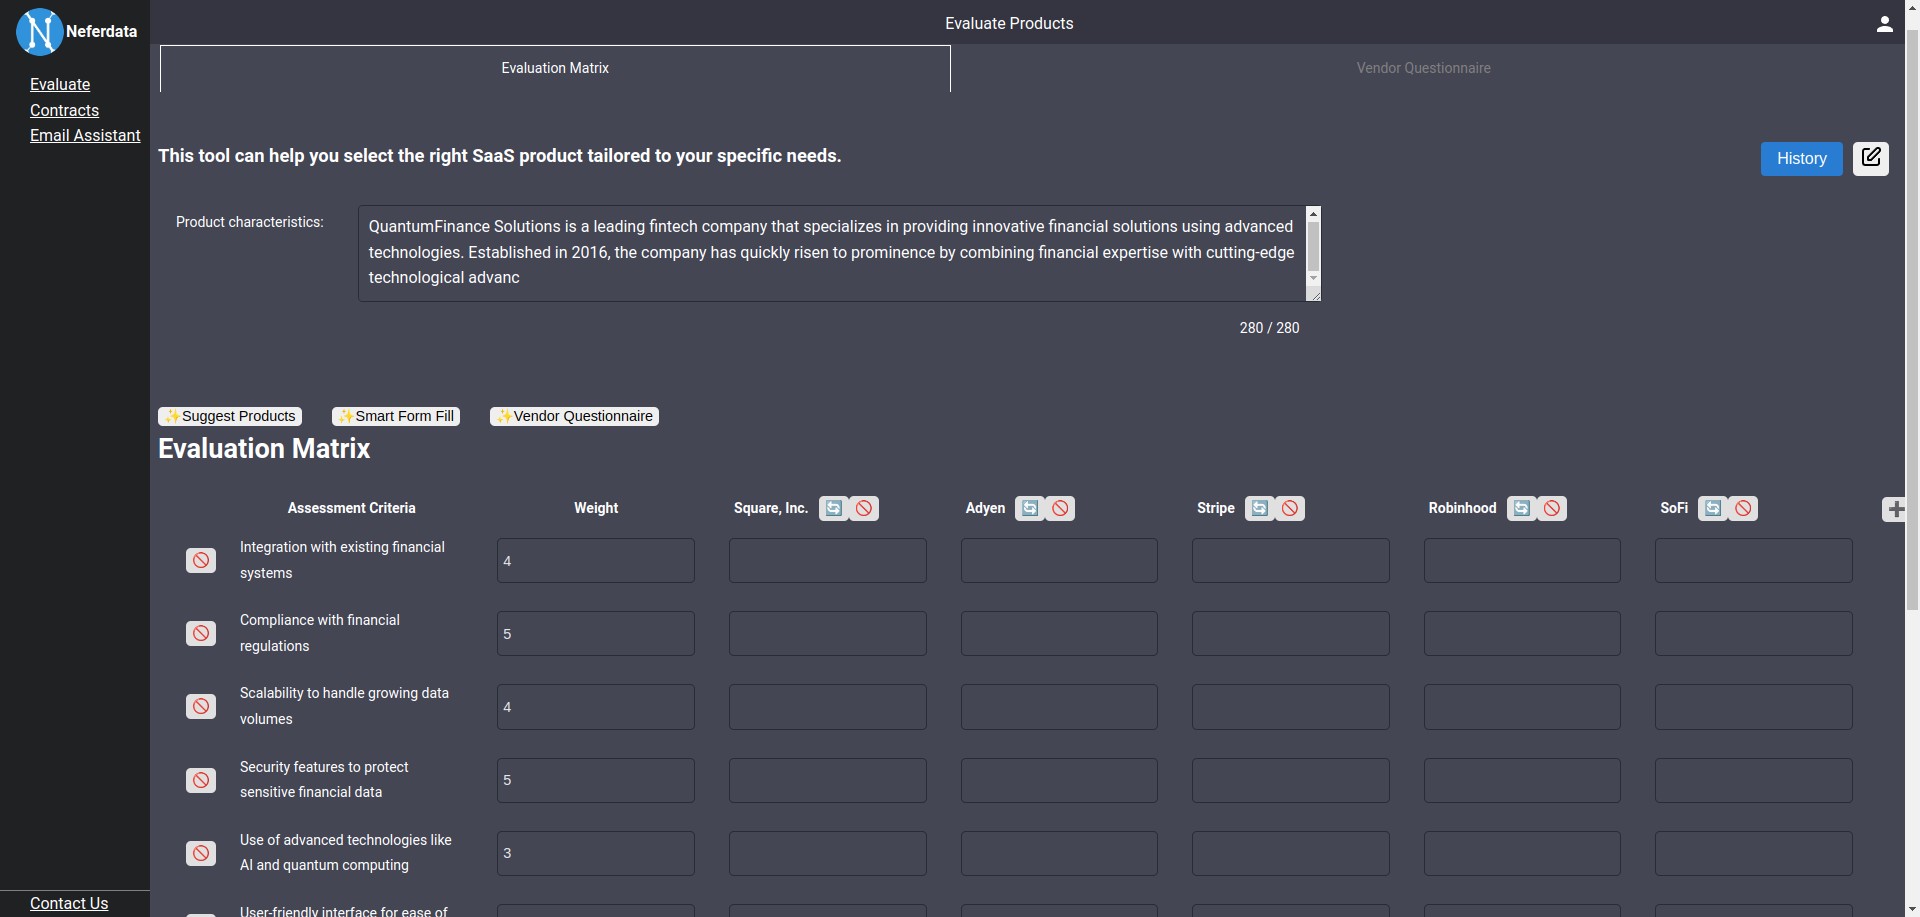 Neferdata
Evaluate
Contracts
Email Assistant
Contact Us
Evaluate Products
Evaluation Matrix
Vendor Questionnaire
This tool can help you select the right SaaS product tailored to your specific needs.
History
Product characteristics:
QuantumFinance Solutions is a leading fintech company that specializes in providing innovative financial solutions using advanced
technologies. Established in 2016, the company has quickly risen to prominence by combining financial expertise with cutting-edge
technological advanc
280 / 280
✨Suggest Products
✨Smart Form Fill
✨Vendor Questionnaire
Evaluation Matrix
Assessment Criteria
Weight
Square, Inc.
Adyen
Stripe
Robinhood
SoFi
Integration with existing financial
systems
4
Compliance with financial
regulations
5
Scalability to handle growing data
volumes
4
Security features to protect
sensitive financial data
5
Use of advanced technologies like
AI and quantum computing
3
User-friendly interface for ease of